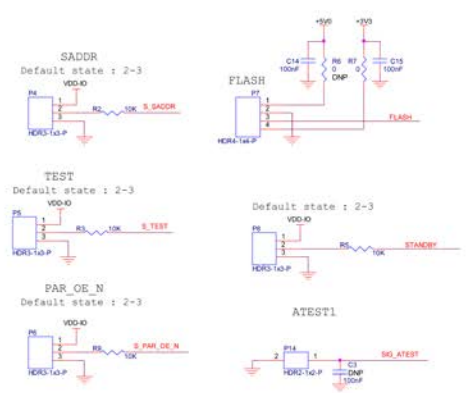 SADDR
Default state : 2-3
VDD-IO
P4
1
2
3
R2
10K
S_SADDR
HDR3-1x3-P
+5V0
+3V3
C14
100nF
R6
0
DNP
R7
0
C15
100nF
FLASH
P7
1
2
3
4
FLASH
HDR4-1x4-P
TEST
Default state : 2-3
VDD-IO
P5
1
2
3
R3
10K
S_TEST
HDR3-1x3-P
Default state : 2-3
VDD-IO
P8
1
2
3
R5
10K
STANDBY
HDR3-1x3-P
PAR_OE_N
Default state : 2-3
VDD-IO
P6
1
2
3
R9
10K
S_PAR_OE_N
HDR3-1x3-P
ATEST1
P14
2
1
SIG_ATEST
HDR2-1x2-P
C3
DNP
100nF